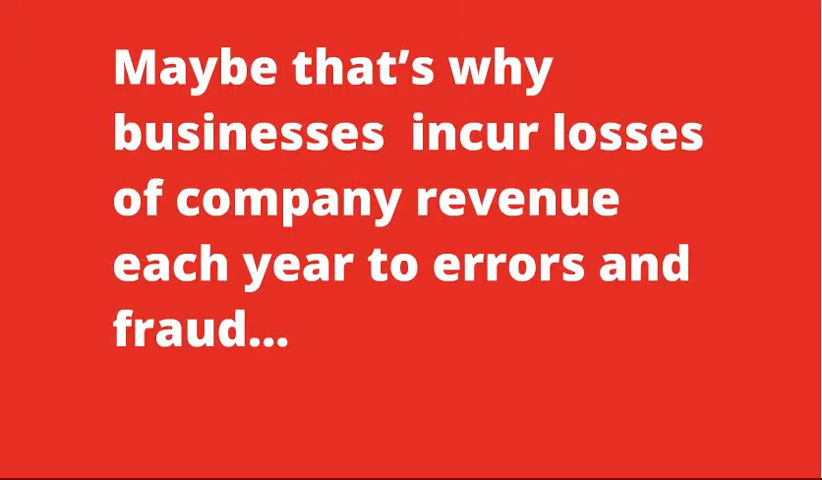 Maybe that’s why
businesses  incur losses
of company revenue
each year to errors and
fraud...